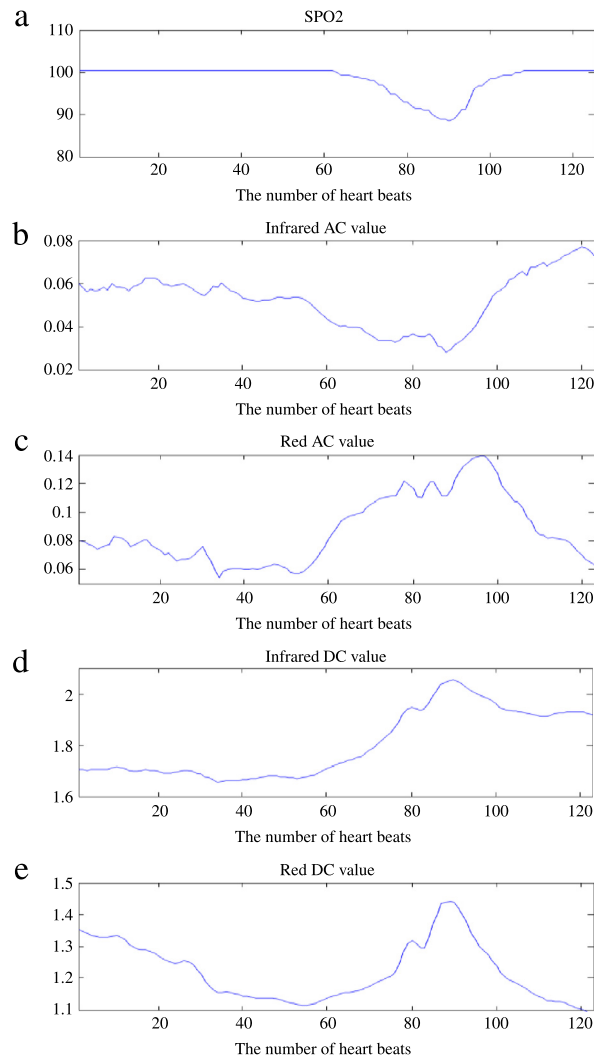 a
SPO2
110
100
90
80
20 40 60 80 100 120
The number of heart beats
b
Infrared AC value
0.08
0.06
0.04
0.02
20 40 60 80 100 120
The number of heart beats
c
Red AC value
0.14
0.12
0.1
0.08
0.06
20 40 60 80 100 120
The number of heart beats
d
Infrared DC value
2
1.8
1.6
20 40 60 80 100 120
The number of heart beats
e
Red DC value
1.5
1.4
1.3
1.2
1.1
20 40 60 80 100 120
The number of heart beats